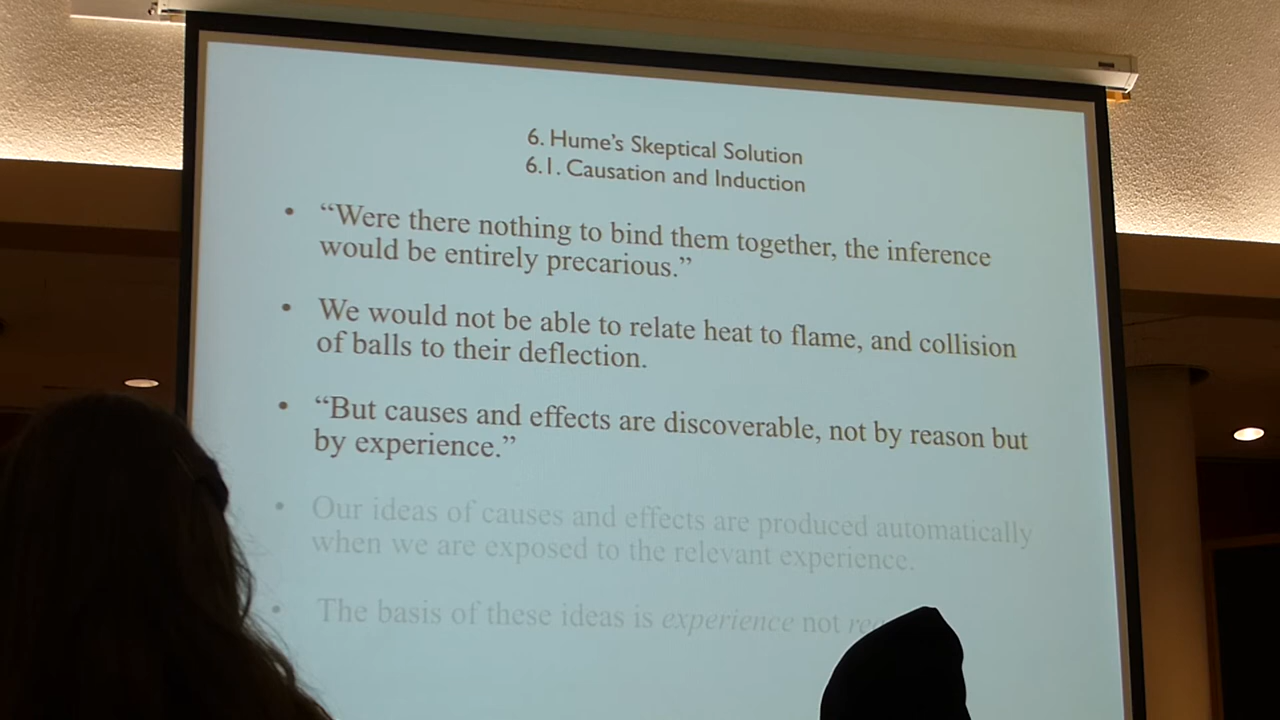 6. Hume's Skeptical Solution
6.1. Causation and Induction
• “Were there nothing to bind them together, the inference
would be entirely precarious.”
• We would not be able to relate heat to flame, and collision
of balls to their deflection.
• “But causes and effects are discoverable, not by reason but
by experience.”
• Our ideas of causes and effects are produced automatically
when we are exposed to the relevant experience.
• The basis of these ideas is experience not